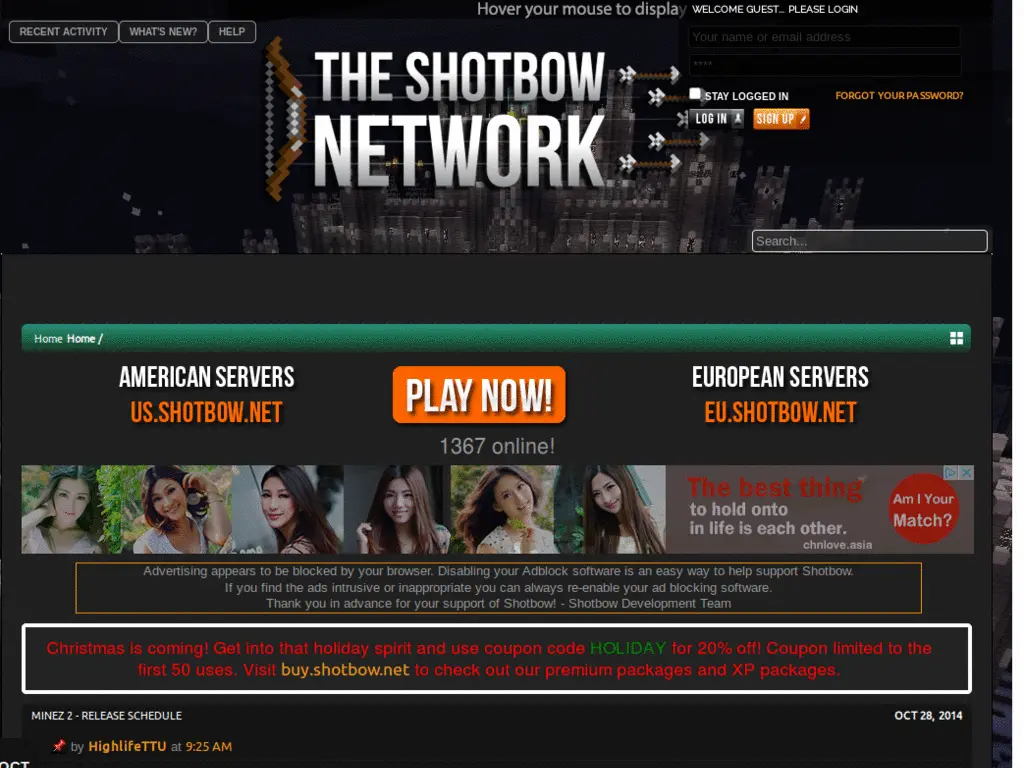 Hover your mouse to display
WELCOME GUEST... PLEASE LOGIN
RECENT ACTIVITY
WHAT'S NEW?
HELP
Your name or email address
****
STAY LOGGED IN
FORGOT YOUR PASSWORD?
LOG IN
SIGN UP
THE SHOTBOW
NETWORK
Search...
Home Home /
AMERICAN SERVERS
US.SHOTBOW.NET
PLAY NOW!
EUROPEAN SERVERS
EU.SHOTBOW.NET
1367 online!
The best thing
to hold onto
in life is each other.
chnlove.asia
Am I Your
Match?
Advertising appears to be blocked by your browser. Disabling your Adblock software is an easy way to help support Shotbow.
If you find the ads intrusive or inappropriate you can always re-enable your ad blocking software.
Thank you in advance for your support of Shotbow! - Shotbow Development Team
Christmas is coming! Get into that holiday spirit and use coupon code HOLIDAY for 20% off! Coupon limited to the
first 50 uses. Visit buy.shotbow.net to check out our premium packages and XP packages.
MINEZ 2 - RELEASE SCHEDULE
OCT 28, 2014
by HighlifeTTU at 9:25 AM
OCT